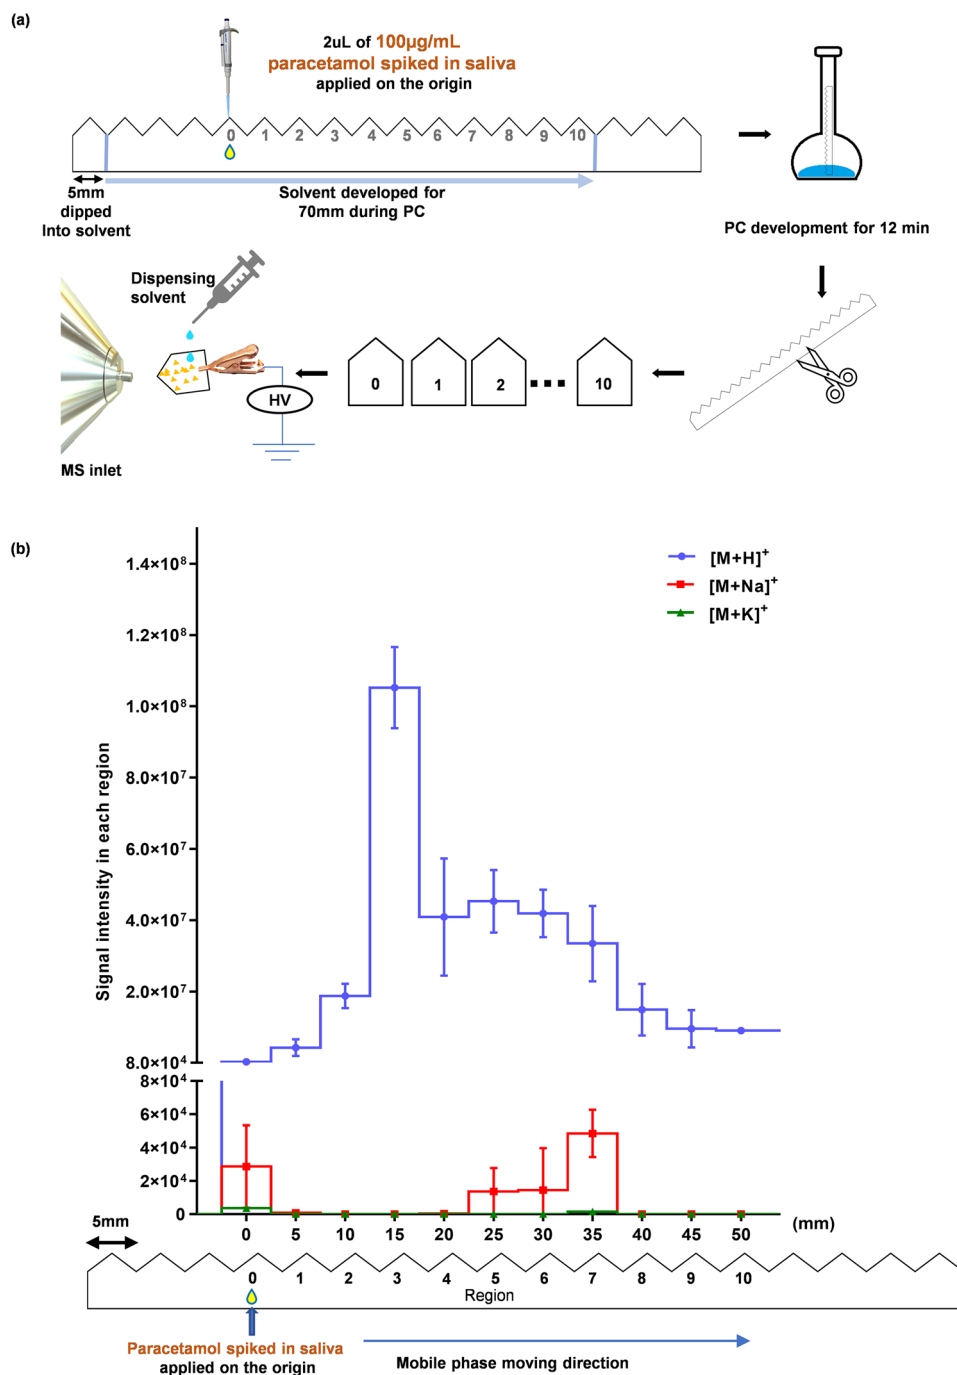 (a)
2uL of 100µg/mL
paracetamol spiked in saliva
applied on the origin
0 1 2 3 4 5 6 7 8 9 10
5mm
dipped
Into solvent
Solvent developed for
70mm during PC
PC development for 12 min
Dispensing
solvent
HV
MS inlet
0 1 2 10
(b)
Signal intensity in each region
1.4×10⁸
1.2×10⁸
1.0×10⁸
8.0×10⁷
6.0×10⁷
4.0×10⁷
2.0×10⁷
8.0×10⁴
8×10⁴
6×10⁴
4×10⁴
2×10⁴
0
[M+H]⁺
[M+Na]⁺
[M+K]⁺
0 5 10 15 20 25 30 35 40 45 50 (mm)
5mm
0 1 2 3 4 5 6 7 8 9 10
Region
Paracetamol spiked in saliva
applied on the origin
Mobile phase moving direction